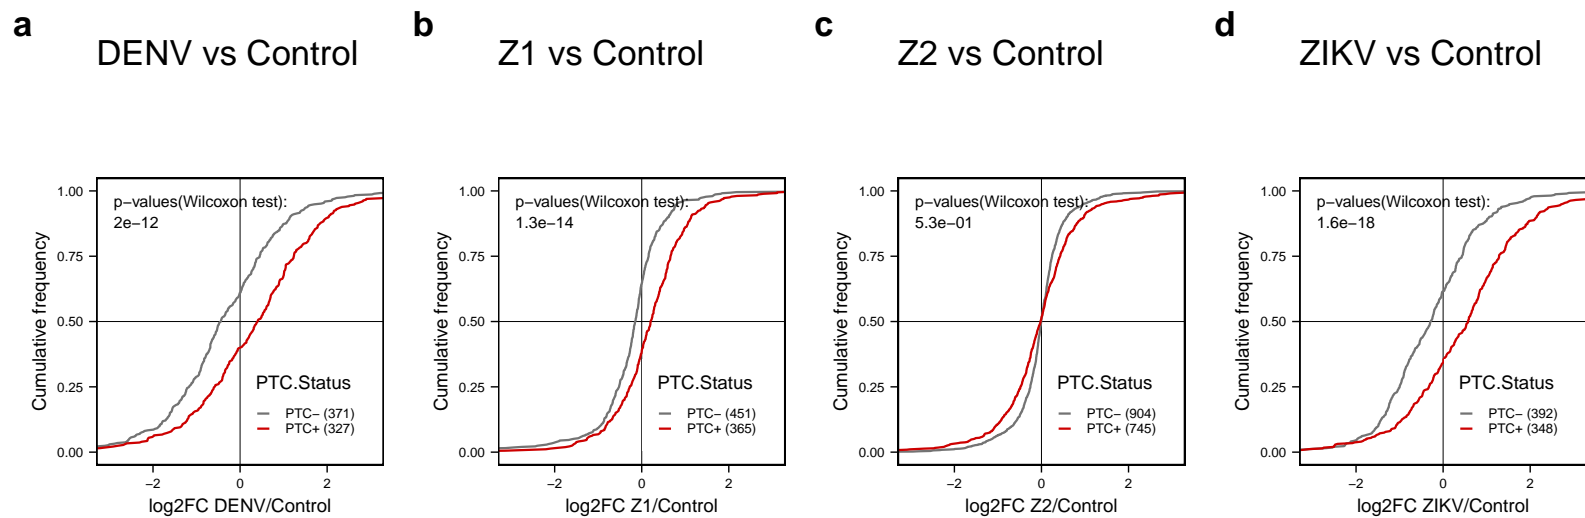 a
DENV vs Control
1.00
0.75
0.50
0.25
0.00
Cumulative frequency
p−values(Wilcoxon test):
2e−12
PTC.Status
PTC− (371)
PTC+ (327)
−2
0
2
log2FC DENV/Control
b
Z1 vs Control
1.00
0.75
0.50
0.25
0.00
Cumulative frequency
p−values(Wilcoxon test):
1.3e−14
PTC.Status
PTC− (451)
PTC+ (365)
−2
0
2
log2FC Z1/Control
c
Z2 vs Control
1.00
0.75
0.50
0.25
0.00
Cumulative frequency
p−values(Wilcoxon test):
5.3e−01
PTC.Status
PTC− (904)
PTC+ (745)
−2
0
2
log2FC Z2/Control
d
ZIKV vs Control
1.00
0.75
0.50
0.25
0.00
Cumulative frequency
p−values(Wilcoxon test):
1.6e−18
PTC.Status
PTC− (392)
PTC+ (348)
−2
0
2
log2FC ZIKV/Control